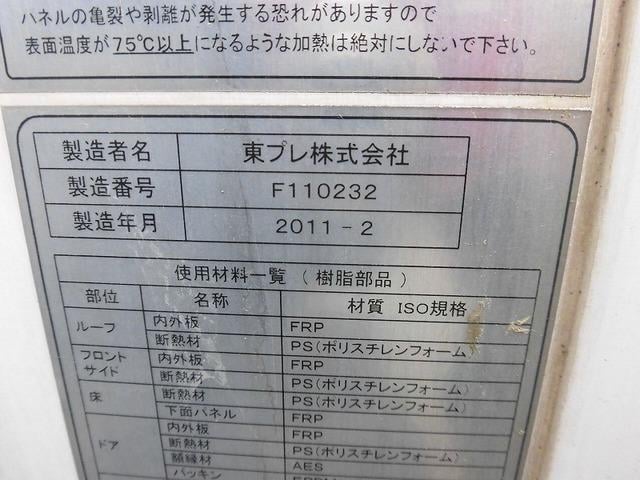 パネルの亀裂や剥離が発生する恐れがありますので
表面温度が75℃以上になるような加熱は絶対にしないで下さい。
製造者名 東プレ株式会社
製造番号 F110232
製造年月 2011-2
使用材料一覧(樹脂部品)
部位 名称 材質 ISO規格
ルーフ 内外板 FRP
断熱材 PS(ポリスチレンフォーム)
フロントサイド 内外板 FRP
断熱材 PS(ポリスチレンフォーム)
床 断熱材 PS(ポリスチレンフォーム)
下面パネル FRP
ドア 内外板 FRP
断熱材 PS(ポリスチレンフォーム)
額縁材 AES
パッキン